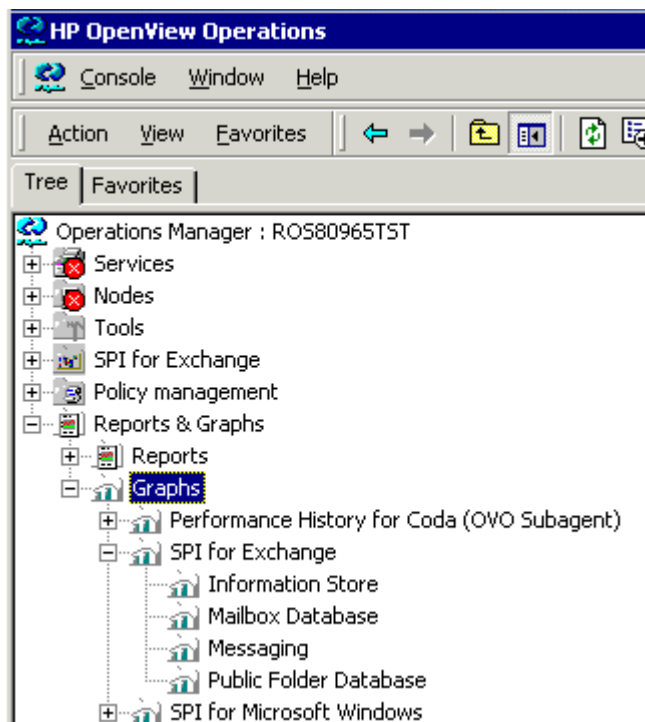 HP OpenView Operations
Console Window Help
Action View Favorites
Tree Favorites
Operations Manager : ROS80965TST
Services
Nodes
Tools
SPI for Exchange
Policy management
Reports & Graphs
Reports
Graphs
Performance History for Coda (OVO Subagent)
SPI for Exchange
Information Store
Mailbox Database
Messaging
Public Folder Database
SPI for Microsoft Windows